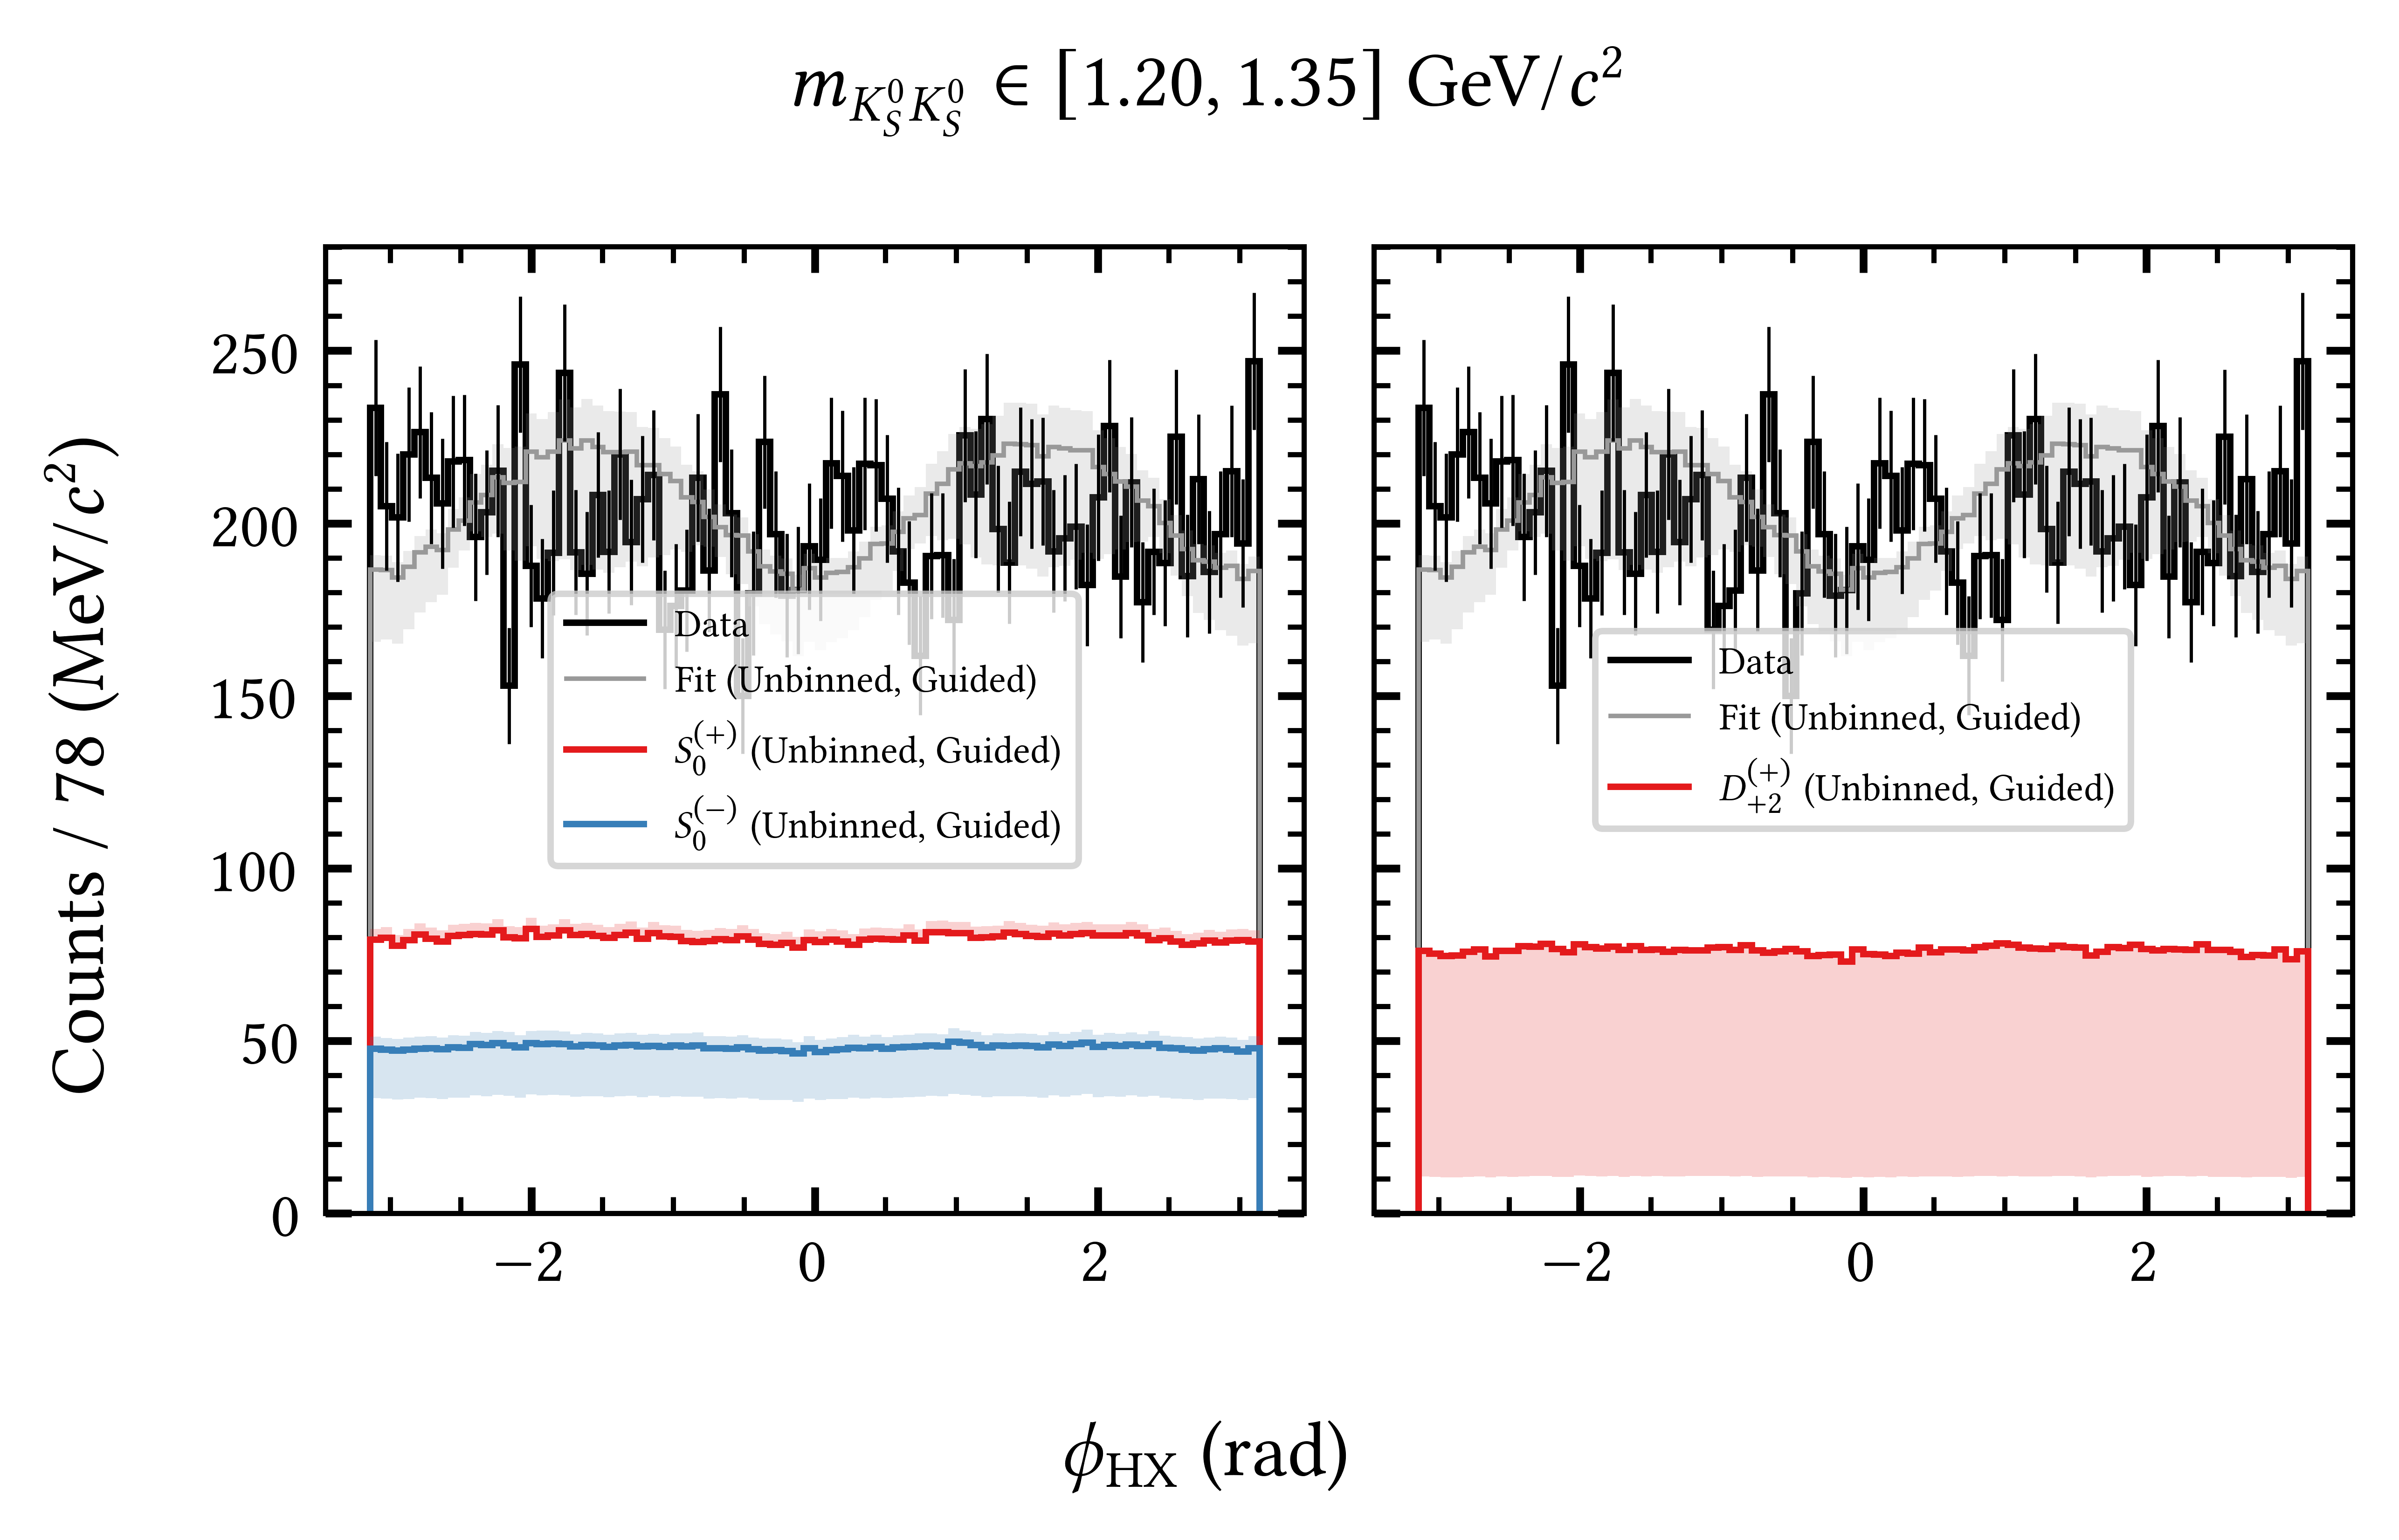 m_{K_S^0 K_S^0} ∈ [1.20, 1.35] GeV/c²
Counts / 78 (MeV/c²)
250
200
150
100
50
0
Data
Fit (Unbinned, Guided)
S_0^{(+)} (Unbinned, Guided)
S_0^{(−)} (Unbinned, Guided)
−2
0
2
Data
Fit (Unbinned, Guided)
D_{+2}^{(+)} (Unbinned, Guided)
−2
0
2
ϕ_{HX} (rad)